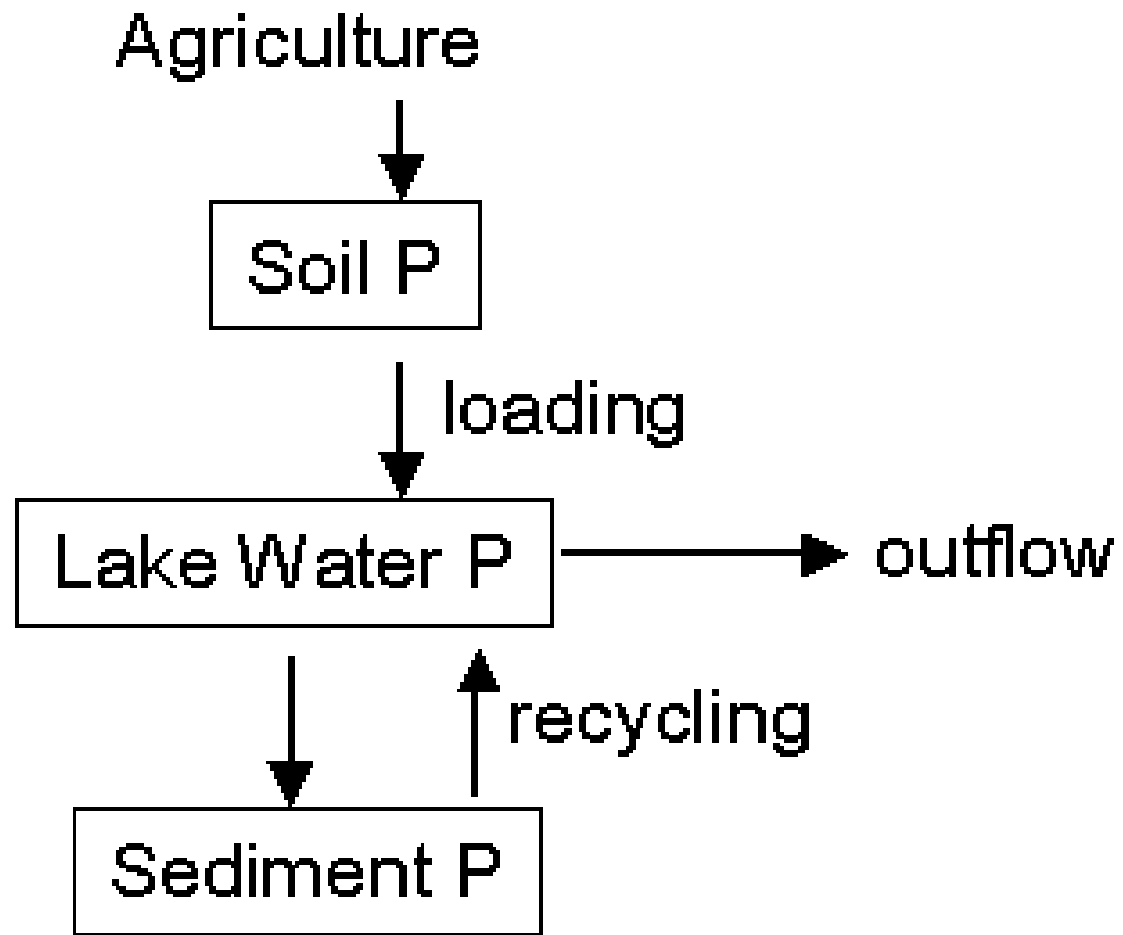 Agriculture
Soil P
loading
Lake Water P
outflow
recycling
Sediment P